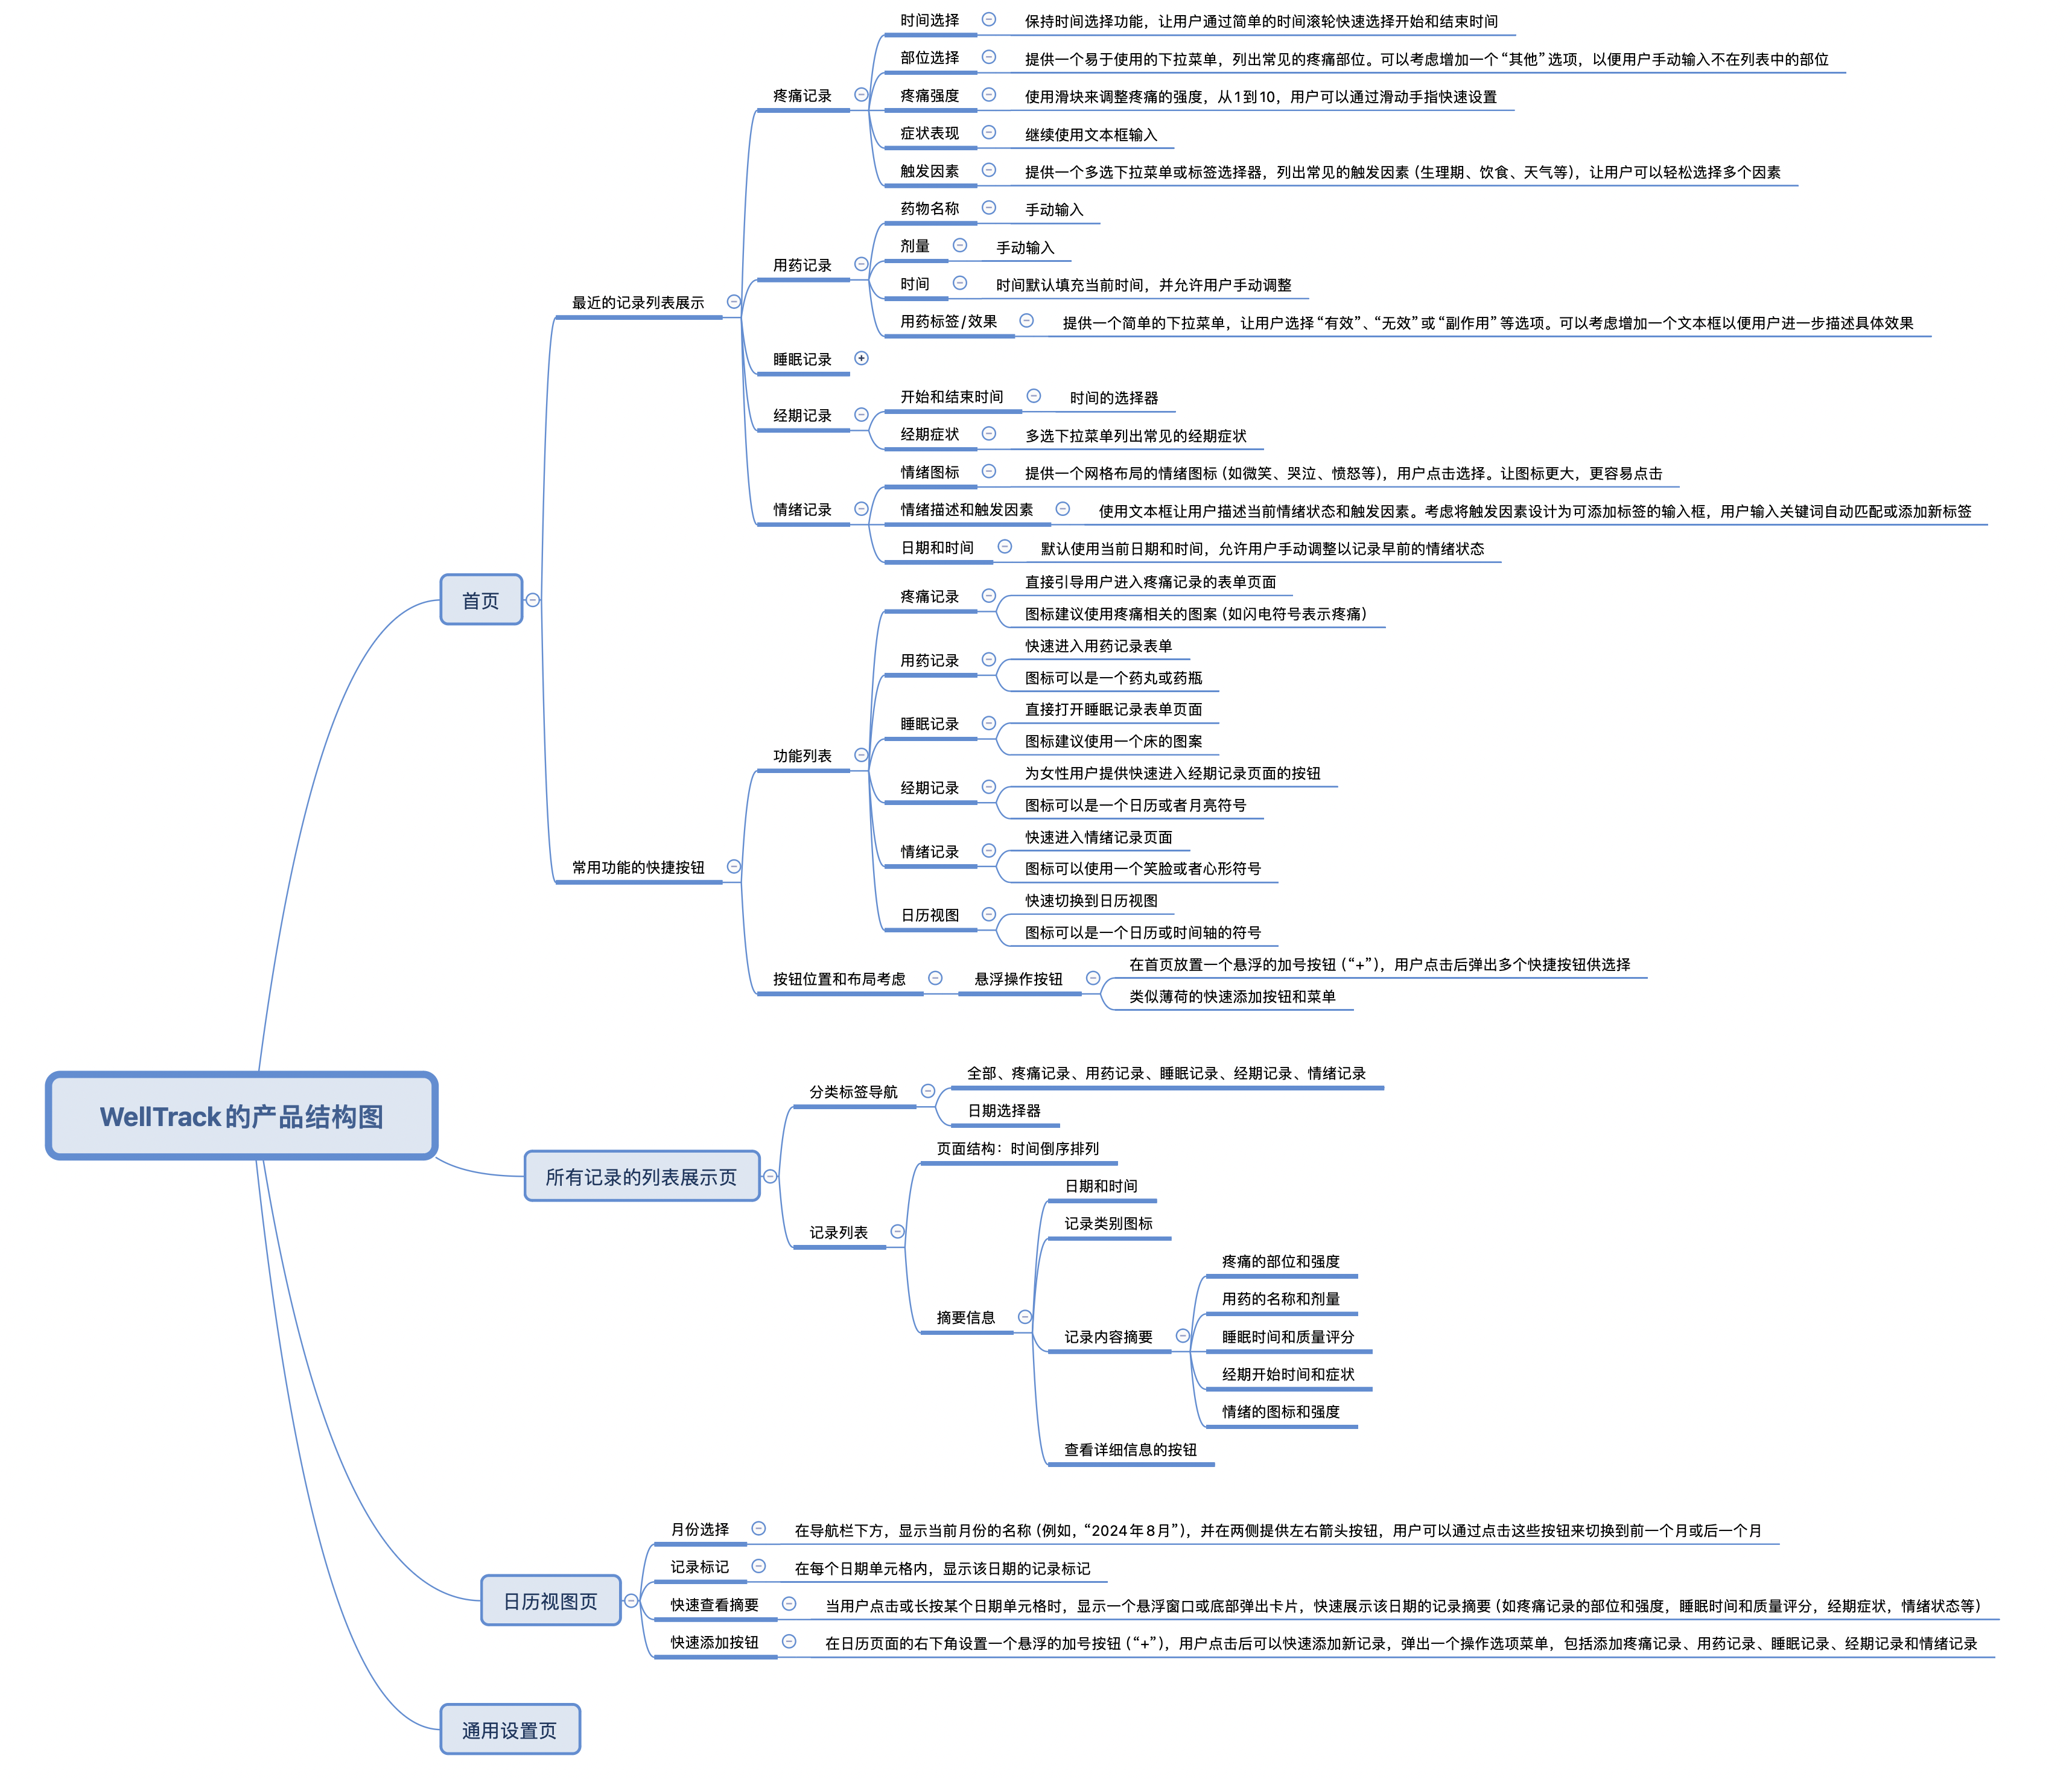 WellTrack的产品结构图
首页
最近的记录列表展示
疼痛记录
时间选择
保持时间选择功能，让用户通过简单的时间滚轮快速选择开始和结束时间
部位选择
提供一个易于使用的下拉菜单，列出常见的疼痛部位。可以考虑增加一个“其他”选项，以便用户手动输入不在列表中的部位
疼痛强度
使用滑块来调整疼痛的强度，从1到10，用户可以通过滑动手指快速设置
症状表现
继续使用文本框输入
触发因素
提供一个多选下拉菜单或标签选择器，列出常见的触发因素（生理期、饮食、天气等），让用户可以轻松选择多个因素
用药记录
药物名称
手动输入
剂量
手动输入
时间
时间默认填充当前时间，并允许用户手动调整
用药标签/效果
提供一个简单的下拉菜单，让用户选择“有效”、“无效”或“副作用”等选项。可以考虑增加一个文本框以便用户进一步描述具体效果
睡眠记录
经期记录
开始和结束时间
时间的选择器
经期症状
多选下拉菜单列出常见的经期症状
情绪记录
情绪图标
提供一个网格布局的情绪图标（如微笑、哭泣、愤怒等），用户点击选择。让图标更大，更容易点击
情绪描述和触发因素
使用文本框让用户描述当前情绪状态和触发因素。考虑将触发因素设计为可添加标签的输入框，用户输入关键词自动匹配或添加新标签
日期和时间
默认使用当前日期和时间，允许用户手动调整以记录早前的情绪状态
常用功能的快捷按钮
功能列表
疼痛记录
直接引导用户进入疼痛记录的表单页面
图标建议使用疼痛相关的图案（如闪电符号表示疼痛）
用药记录
快速进入用药记录表单
图标可以是一个药丸或药瓶
睡眠记录
直接打开睡眠记录表单页面
图标建议使用一个床的图案
经期记录
为女性用户提供快速进入经期记录页面的按钮
图标可以是一个日历或者月亮符号
情绪记录
快速进入情绪记录页面
图标可以使用一个笑脸或者心形符号
日历视图
快速切换到日历视图
图标可以是一个日历或时间轴的符号
按钮位置和布局考虑
悬浮操作按钮
在首页放置一个悬浮的加号按钮（“+”），用户点击后弹出多个快捷按钮供选择
类似薄荷的快速添加按钮和菜单
所有记录的列表展示页
分类标签导航
全部、疼痛记录、用药记录、睡眠记录、经期记录、情绪记录
日期选择器
记录列表
页面结构：时间倒序排列
摘要信息
日期和时间
记录类别图标
记录内容摘要
疼痛的部位和强度
用药的名称和剂量
睡眠时间和质量评分
经期开始时间和症状
情绪的图标和强度
查看详细信息的按钮
日历视图页
月份选择
在导航栏下方，显示当前月份的名称（例如，“2024年8月”），并在两侧提供左右箭头按钮，用户可以通过点击这些按钮来切换到前一个月或后一个月
记录标记
在每个日期单元格内，显示该日期的记录标记
快速查看摘要
当用户点击或长按某个日期单元格时，显示一个悬浮窗口或底部弹出卡片，快速展示该日期的记录摘要（如疼痛记录的部位和强度，睡眠时间和质量评分，经期症状，情绪状态等）
快速添加按钮
在日历页面的右下角设置一个悬浮的加号按钮（“+”），用户点击后可以快速添加新记录，弹出一个操作选项菜单，包括添加疼痛记录、用药记录、睡眠记录、经期记录和情绪记录
通用设置页